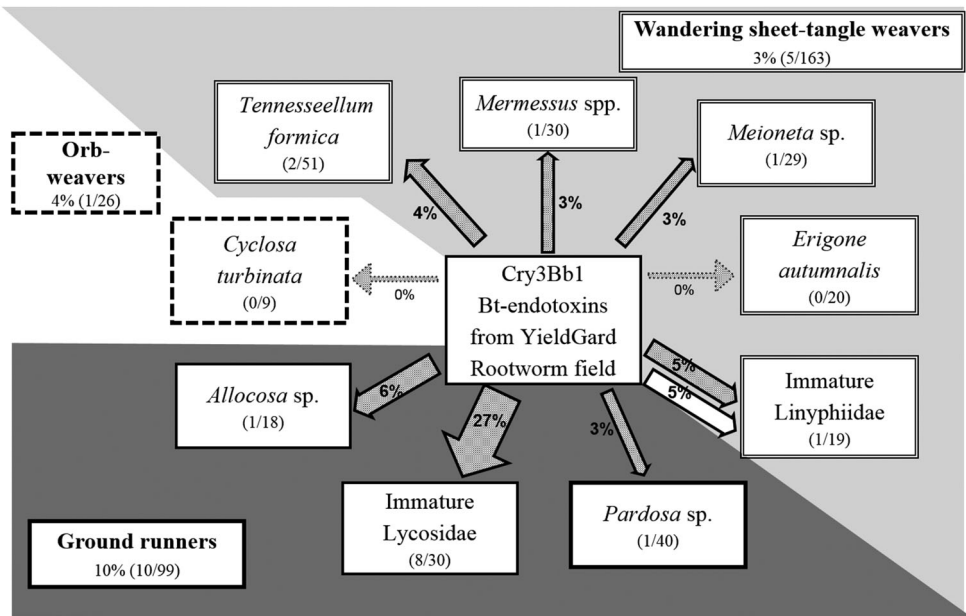 Wandering sheet-tangle weavers
3% (5/163)
Tennesseellum
formica
(2/51)
Mermessus spp.
(1/30)
Meioneta sp.
(1/29)
Orb-
weavers
4% (1/26)
4%
3%
3%
Cyclosa
turbinata
(0/9)
0%
Cry3Bb1
Bt-endotoxins
from YieldGard
Rootworm field
0%
Erigone
autumnalis
(0/20)
Allocosa sp.
(1/18)
6%
27%
3%
5%
5%
Immature
Linyphiidae
(1/19)
Ground runners
10% (10/99)
Immature
Lycosidae
(8/30)
Pardosa sp.
(1/40)